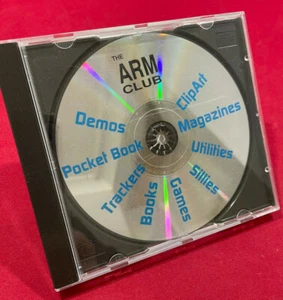 THE
ARM
CLUB
ClipArt
Magazines
Utilities
Sillies
Games
Books
Trackers
Pocket Book
Demos